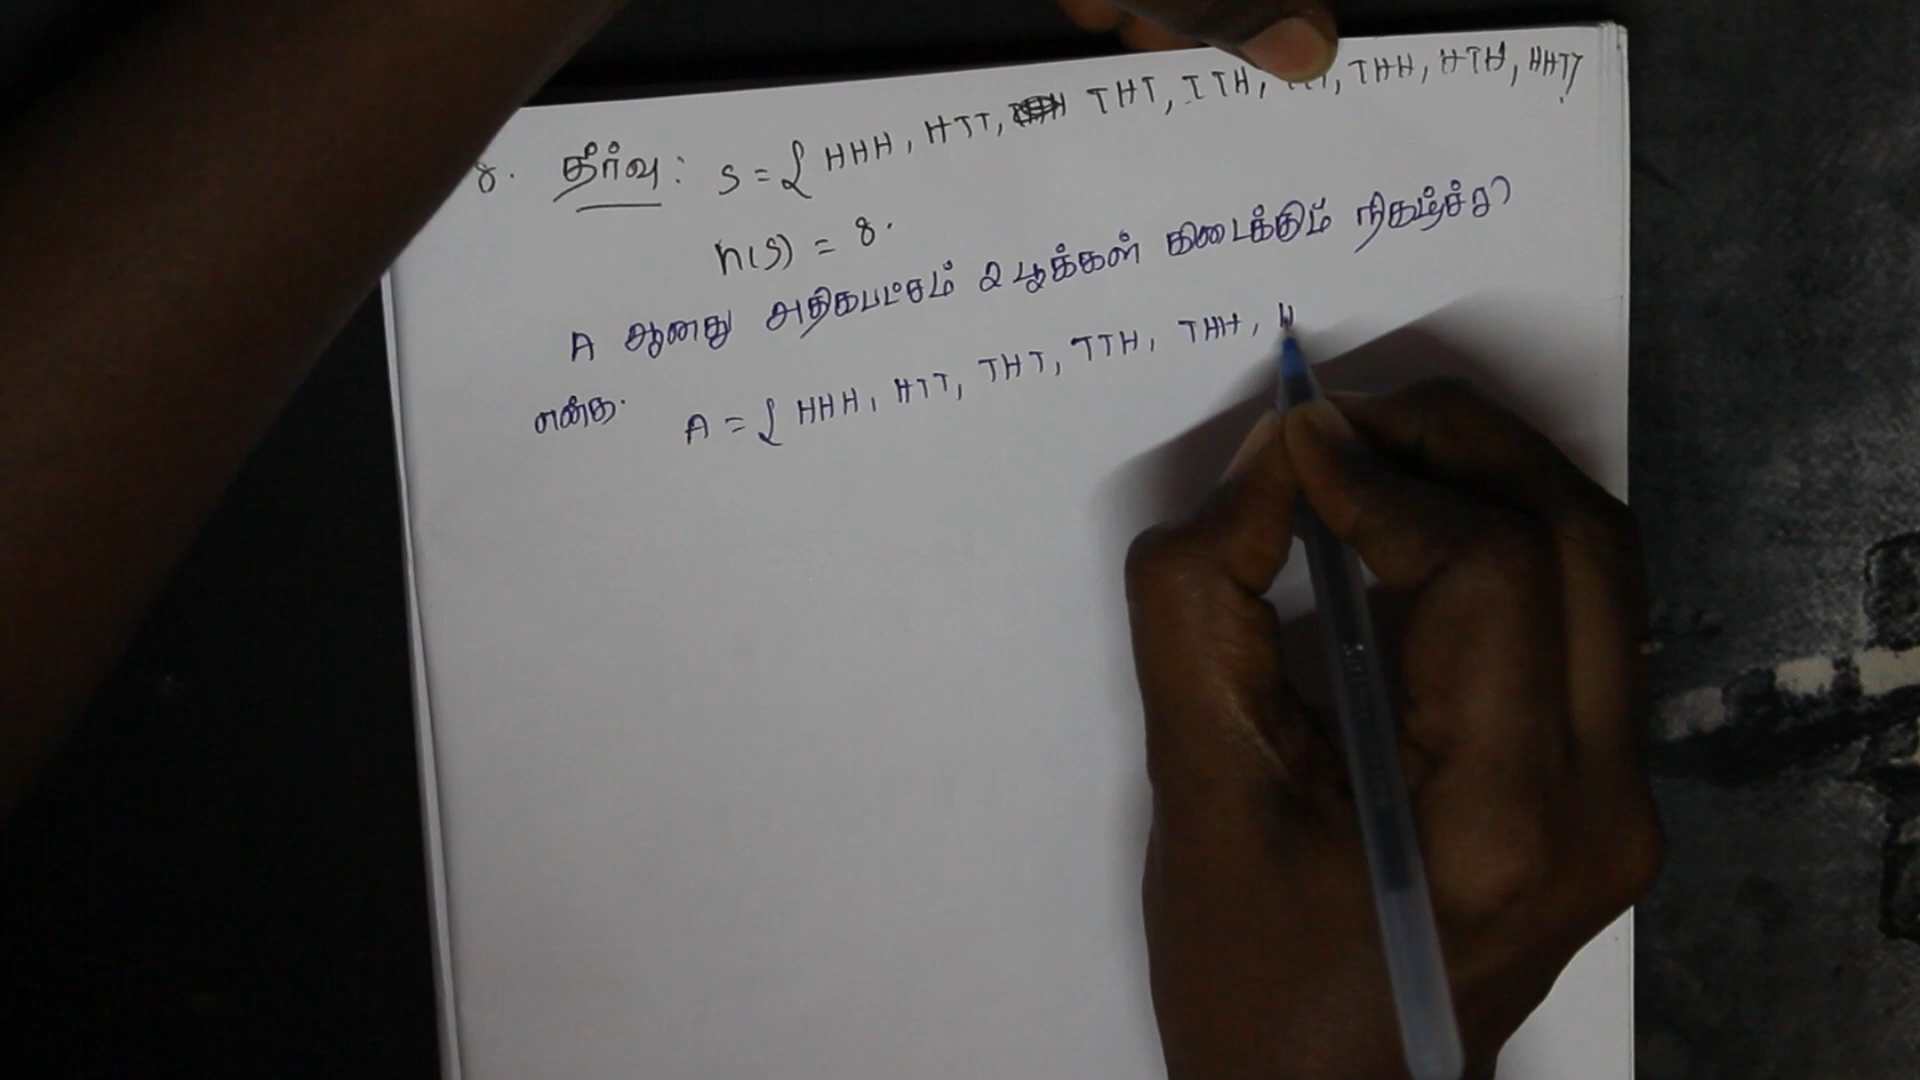 8. தீர்வு: S = { HHH, HTT, THT, TTH, THH, HTH, HHT}
n(S) = 8.
A ஆனது அதிகபட்சம் 2 பூக்கள் கிடைக்கும் நிகழ்ச்சி
என்க. A = { HHH, HTT, THT, TTH, THH, H